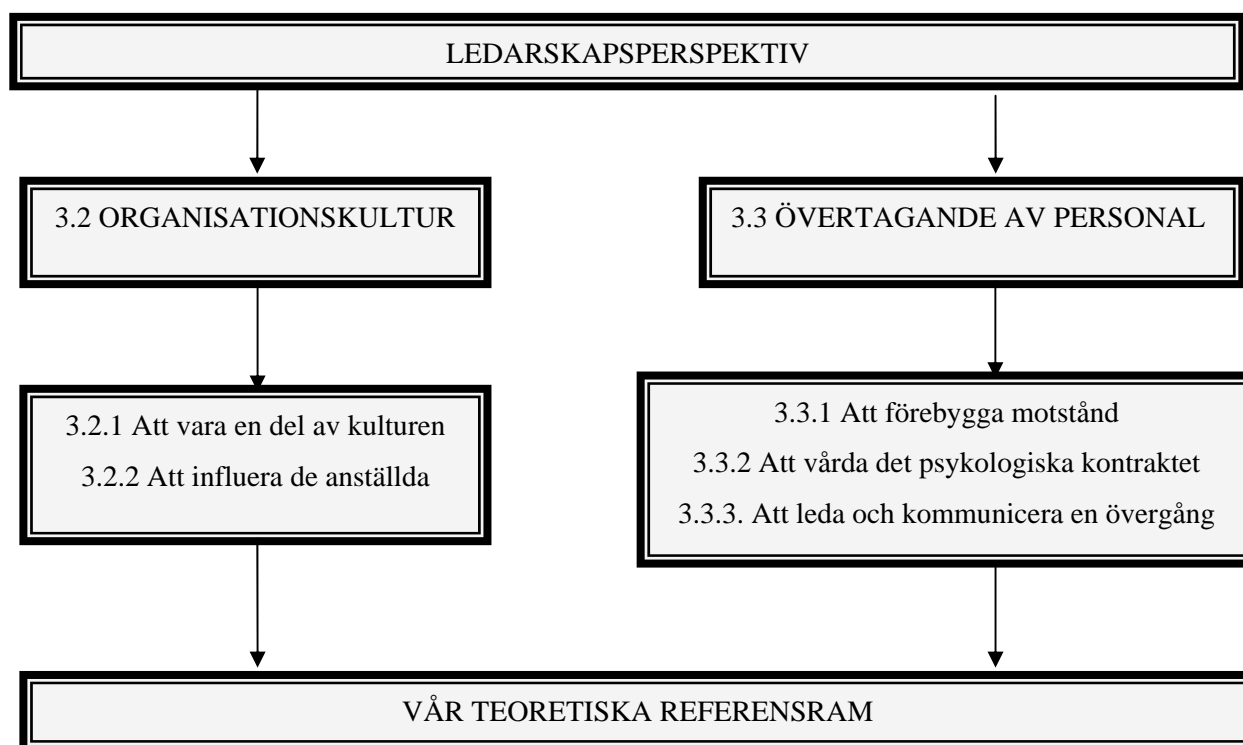 LEDARSKAPSPERSPEKTIV
3.2 ORGANISATIONSKULTUR
3.3 ÖVERTAGANDE AV PERSONAL
3.2.1 Att vara en del av kulturen
3.2.2 Att influera de anställda
3.3.1 Att förebygga motstånd
3.3.2 Att vårda det psykologiska kontraktet
3.3.3. Att leda och kommunicera en övergång
VÅR TEORETISKA REFERENSRAM